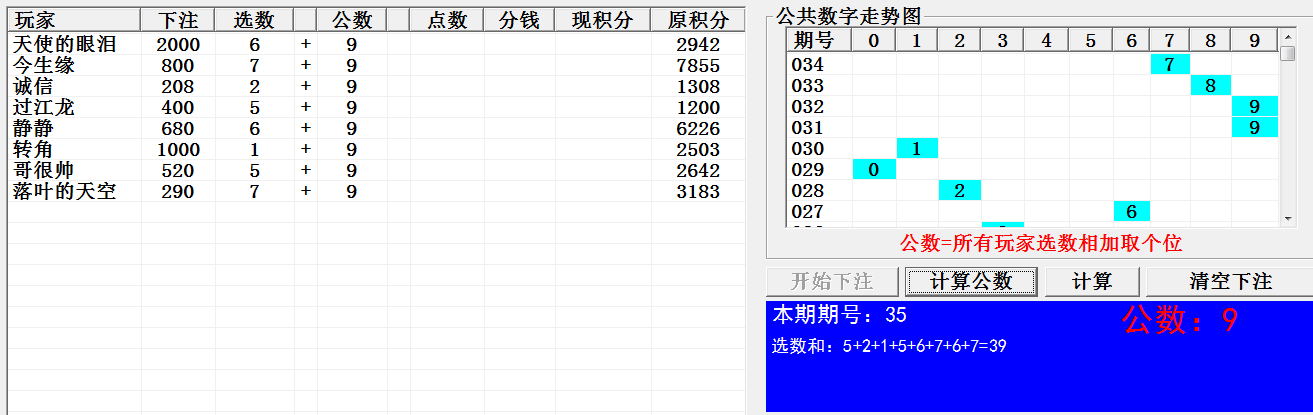 玩家 下注 选数 公数 点数 分钱 现积分 原积分
天使的眼泪 2000 6 + 9 2942
今生缘 800 7 + 9 7855
诚信 208 2 + 9 1308
过江龙 400 5 + 9 1200
静静 680 6 + 9 6226
转角 1000 1 + 9 2503
哥很帅 520 5 + 9 2642
落叶的天空 290 7 + 9 3183
公共数字走势图
期号 0 1 2 3 4 5 6 7 8 9
034 7
033 8
032 9
031 9
030 1
029 0
028 2
027 6
公数=所有玩家选数相加取个位
开始下注 计算公数 计算 清空下注
本期期号：35
公数：9
选数和：5+2+1+5+6+7+6+7=39